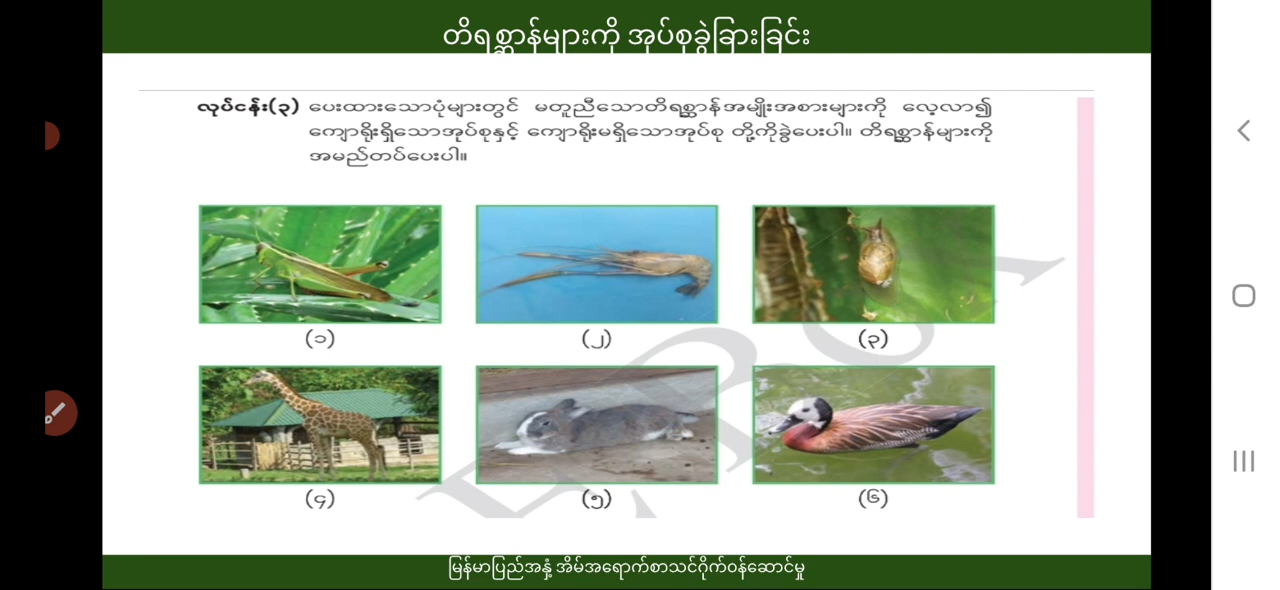 တိရစ္ဆာန်များကို အုပ်စုခွဲခြားခြင်း
လုပ်ငန်း(၃) ပေးထားသောပုံများတွင် မတူညီသောတိရစ္ဆာန်အမျိုးအစားများကို လေ့လာ၍
ကျောရိုးရှိသောအုပ်စုနှင့် ကျောရိုးမရှိသောအုပ်စု တို့ကိုခွဲပေးပါ။ တိရစ္ဆာန်များကို
အမည်တပ်ပေးပါ။
(၁) (၂) (၃)
(၄) (၅) (၆)
မြန်မာပြည်အနှံ့ အိမ်အရောက်စာသင်ဂိုက်ဝန်ဆောင်မှု